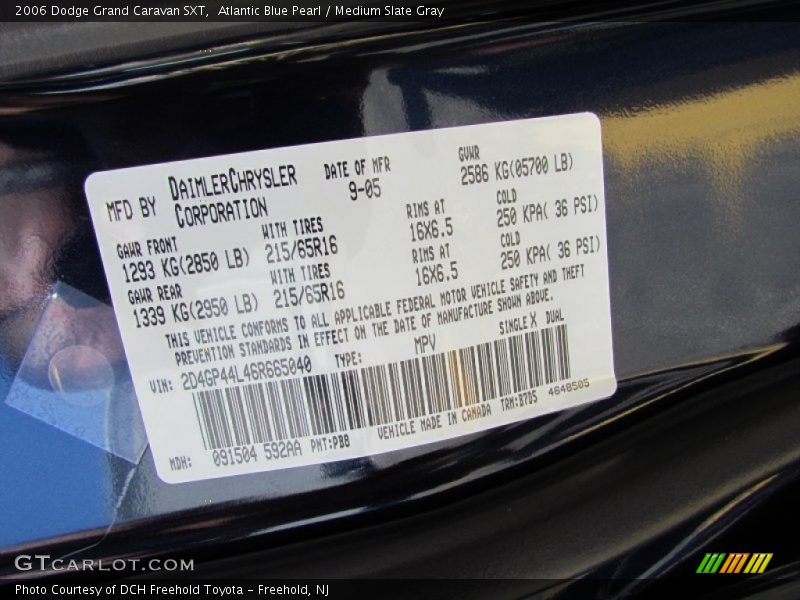 2006 Dodge Grand Caravan SXT,  Atlantic Blue Pearl / Medium Slate Gray
MFD BY DAIMLERCHRYSLER CORPORATION
DATE OF MFR
9-05
GVWR
2586 KG(05700 LB)
GAWR FRONT
1293 KG(2850 LB)
WITH TIRES
215/65R16
RIMS AT
16X6.5
COLD
250 KPA( 36 PSI)
GAWR REAR
1339 KG(2950 LB)
WITH TIRES
215/65R16
RIMS AT
16X6.5
COLD
250 KPA( 36 PSI)
THIS VEHICLE CONFORMS TO ALL APPLICABLE FEDERAL MOTOR VEHICLE SAFETY AND THEFT
PREVENTION STANDARDS IN EFFECT ON THE DATE OF MANUFACTURE SHOWN ABOVE.
VIN: 2D4GP44L46R665040 TYPE: MPV SINGLE X DUAL
MDH: 091504 592AA PNT:PB8 VEHICLE MADE IN CANADA TRM:B7D5 4648505
GTCARLOT.COM
Photo Courtesy of DCH Freehold Toyota - Freehold, NJ